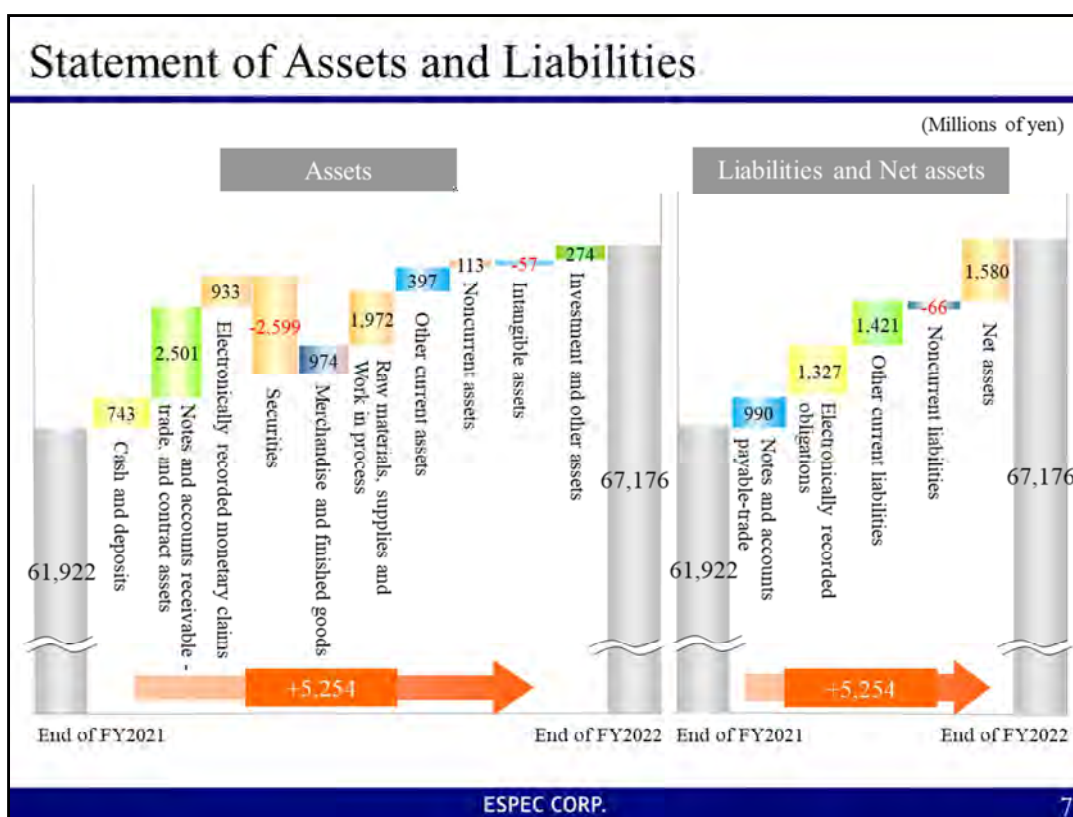 Statement of Assets and Liabilities
(Millions of yen)
Assets
61,922
743
Cash and deposits
2,501
Notes and accounts receivable -
trade, and contract assets
933
Electronically recorded monetary claims
-2,599
Securities
974
Merchandise and finished goods
1,972
Raw materials, supplies and
Work in process
397
Other current assets
113
Noncurrent assets
-57
Intangible assets
274
Investment and other assets
67,176
+5,254
End of FY2021
End of FY2022
Liabilities and Net assets
61,922
990
Notes and accounts
payable-trade
1,327
Electronically recorded
obligations
1,421
Other current liabilities
-66
Noncurrent liabilities
1,580
Net assets
67,176
+5,254
End of FY2021
End of FY2022
ESPEC CORP.
7